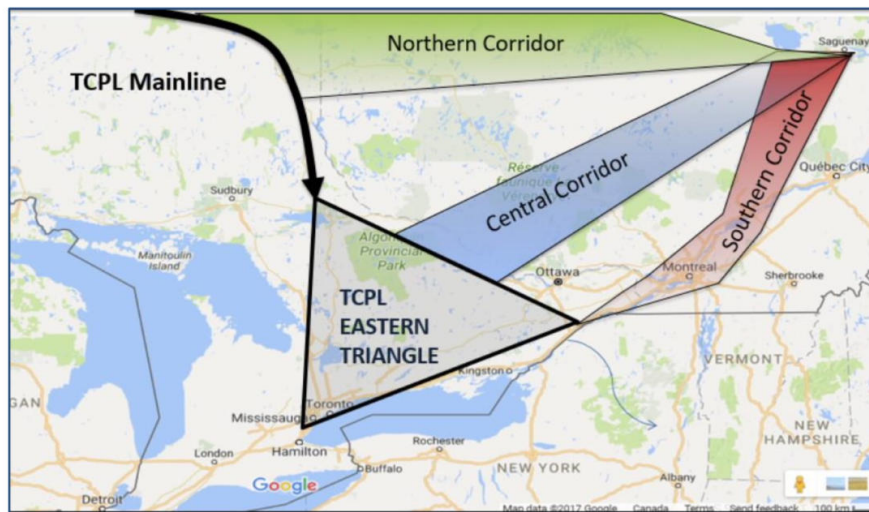 Northern Corridor
Saguenay
TCPL Mainline
Réserve
faunique
Central Corridor
Southern Corridor
Québec City
Sudbury
Manitoulin
Island
Provincial
Park
Ottawa
Montreal
Sherbrooke
TCPL
EASTERN
TRIANGLE
VERMONT
Kingston
Toronto
Mississauga
Hamilton
NEW
HAMPSHIRE
GAN
London
Rochester
Buffalo
NEW YORK
Google
Albany
Detroit
Map data ©2017 Google Canada Terms Send feedback 100 km